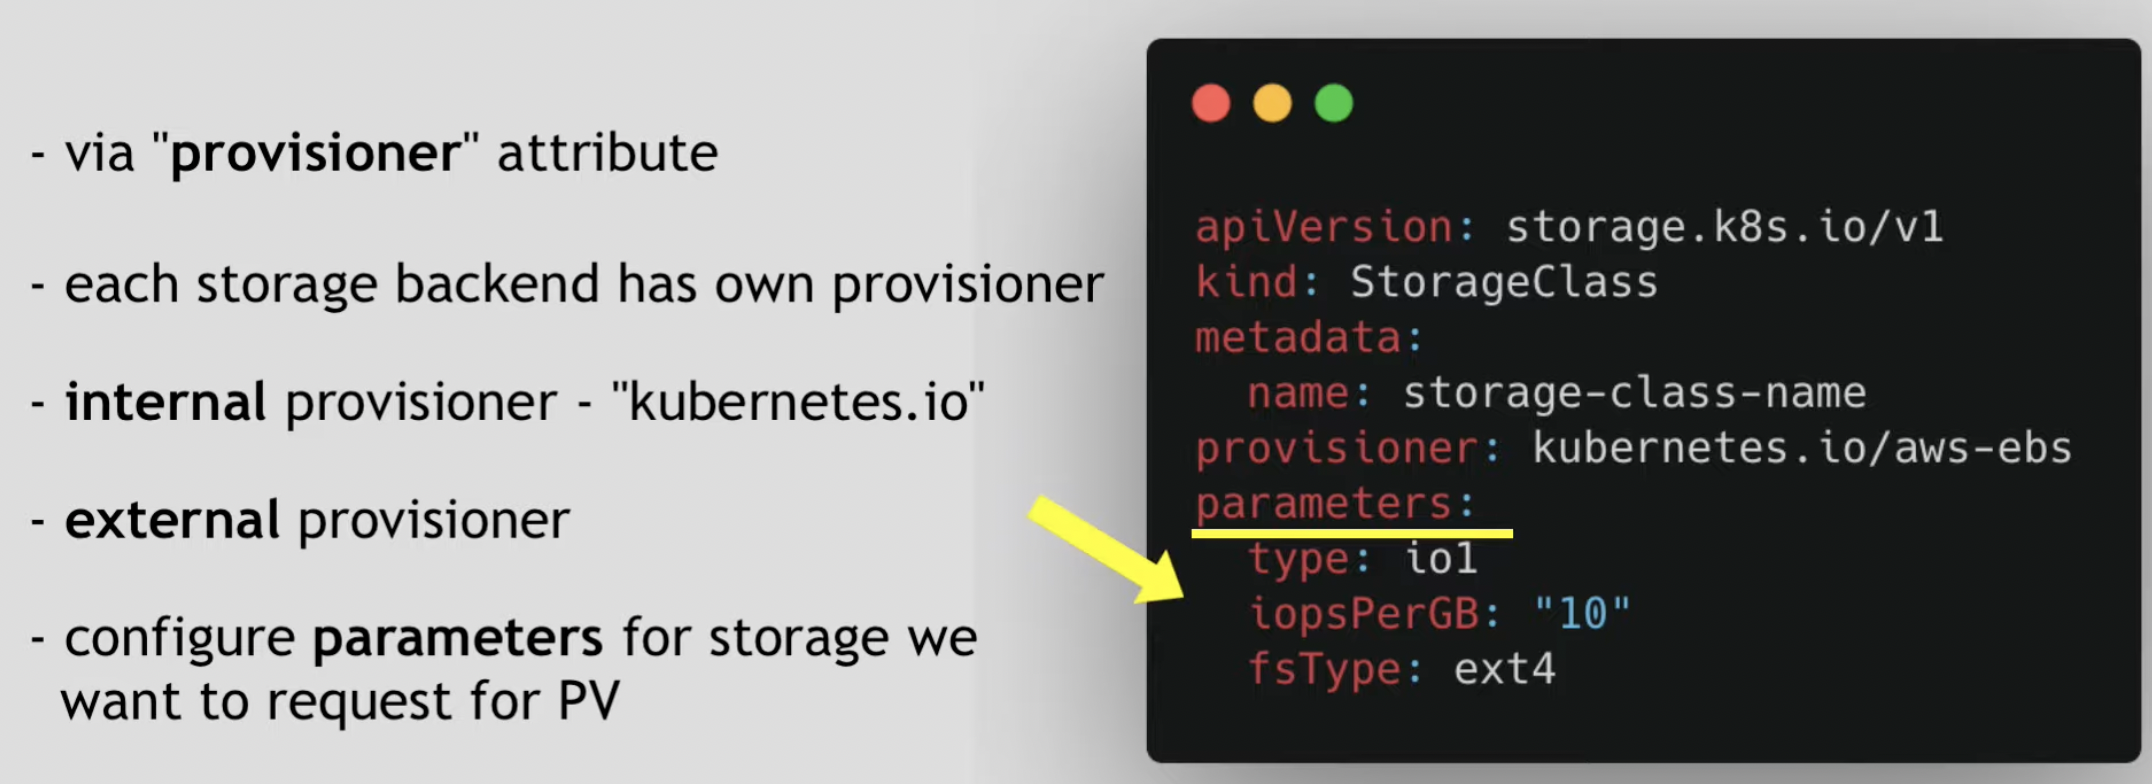 - via "provisioner" attribute
- each storage backend has own provisioner
- internal provisioner - "kubernetes.io"
- external provisioner
- configure parameters for storage we
want to request for PV
apiVersion: storage.k8s.io/v1
kind: StorageClass
metadata:
  name: storage-class-name
provisioner: kubernetes.io/aws-ebs
parameters:
  type: io1
  iopsPerGB: "10"
  fsType: ext4